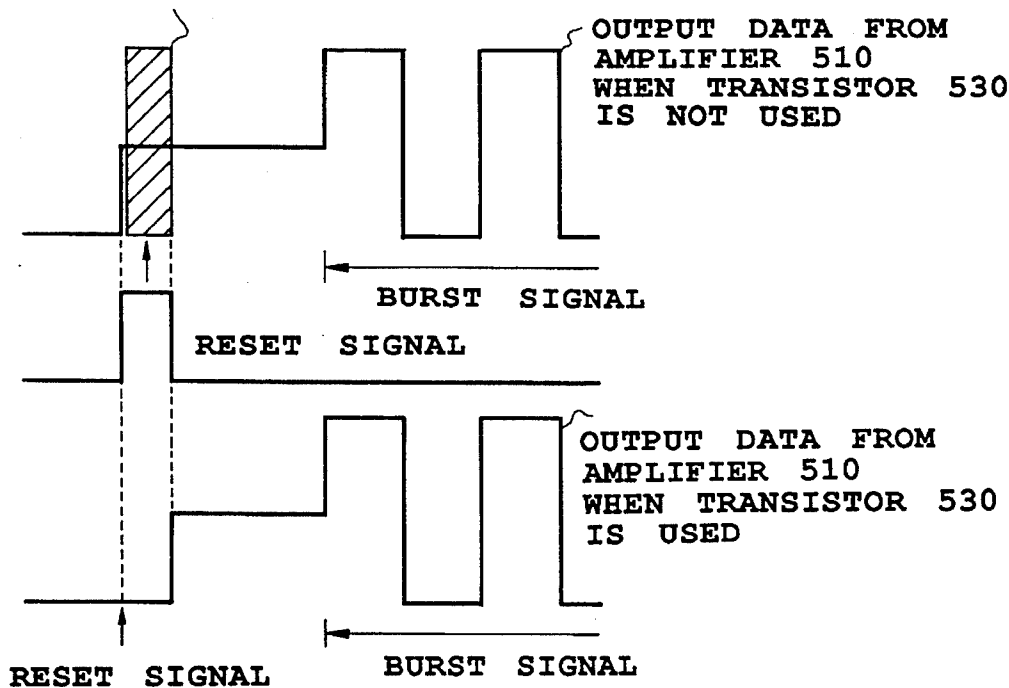 OUTPUT DATA FROM
AMPLIFIER 510
WHEN TRANSISTOR 530
IS NOT USED
BURST SIGNAL
RESET SIGNAL
OUTPUT DATA FROM
AMPLIFIER 510
WHEN TRANSISTOR 530
IS USED
BURST SIGNAL
RESET SIGNAL